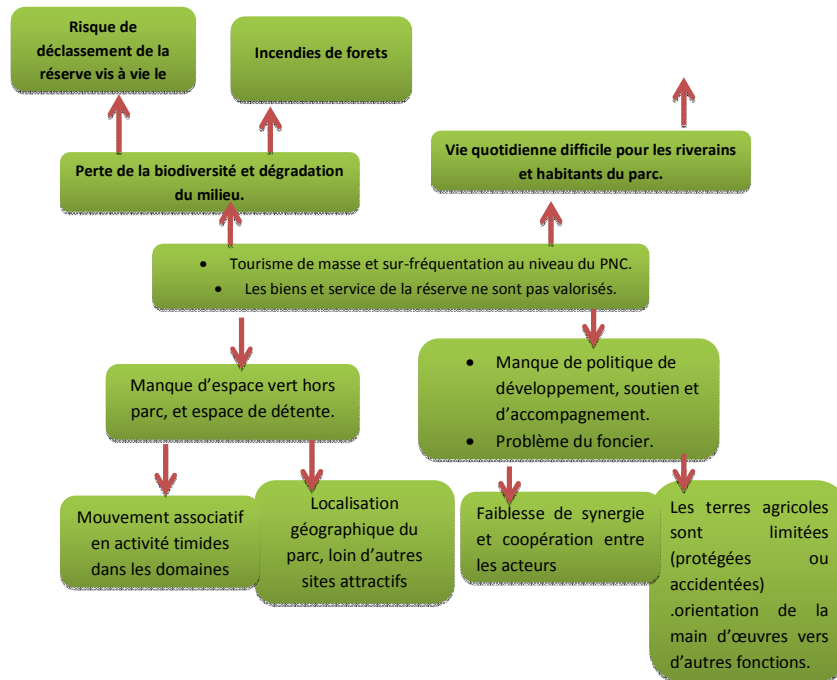 Risque de
déclassement de la
réserve vis à vie le
Incendies de forets
Perte de la biodiversité et dégradation
du milieu.
Vie quotidienne difficile pour les riverains
et habitants du parc.
• Tourisme de masse et sur-fréquentation au niveau du PNC.
• Les biens et service de la réserve ne sont pas valorisés.
Manque d’espace vert hors
parc, et espace de détente.
• Manque de politique de
développement, soutien et
d’accompagnement.
• Problème du foncier.
Mouvement associatif
en activité timides
dans les domaines
Localisation
géographique du
parc, loin d’autres
sites attractifs
Faiblesse de synergie
et coopération entre
les acteurs
Les terres agricoles
sont limitées
(protégées ou
accidentées)
.orientation de la
main d’œuvres vers
d’autres fonctions.